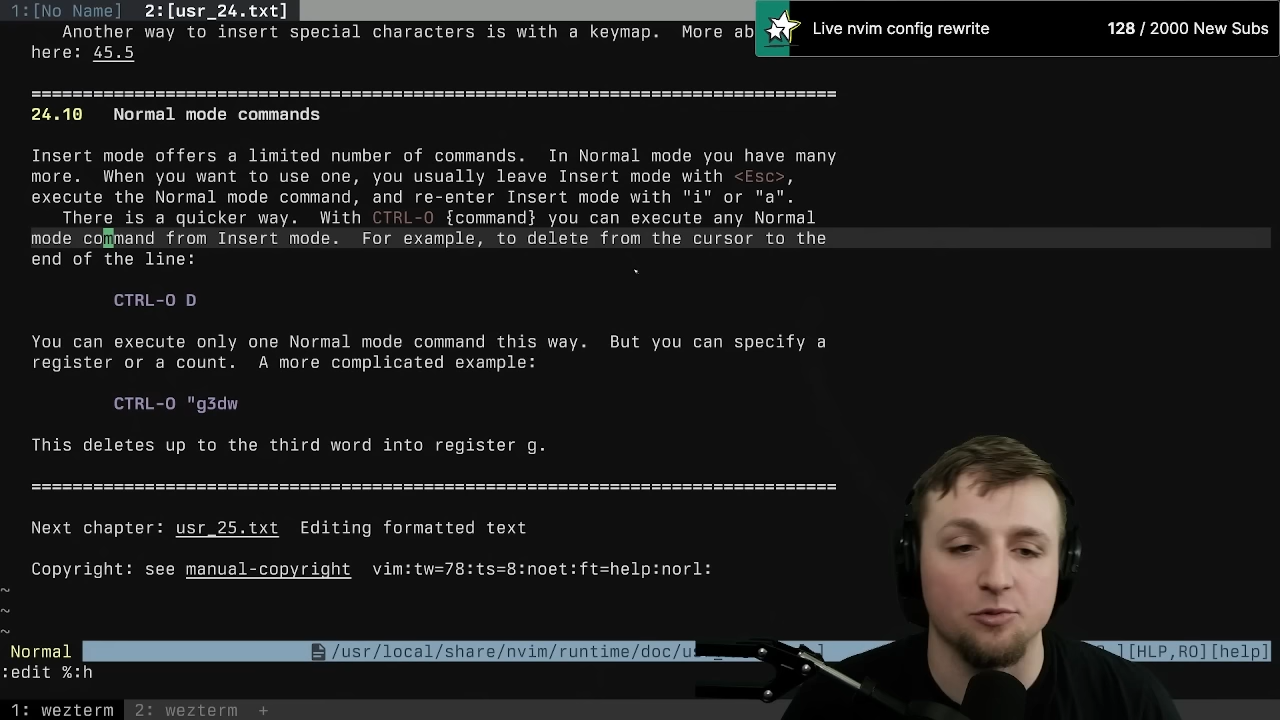 1:[No Name]  2:[usr_24.txt]
Live nvim config rewrite  128 / 2000 New Subs
Another way to insert special characters is with a keymap.  More
here: 45.5
==============================================================================
24.10   Normal mode commands
Insert mode offers a limited number of commands.  In Normal mode you have many
more.  When you want to use one, you usually leave Insert mode with <Esc>,
execute the Normal mode command, and re-enter Insert mode with "i" or "a".
There is a quicker way.  With CTRL-O {command} you can execute any Normal
mode command from Insert mode.  For example, to delete from the cursor to the
end of the line:
CTRL-O D
You can execute only one Normal mode command this way.  But you can specify a
register or a count.  A more complicated example:
CTRL-O "g3dw
This deletes up to the third word into register g.
==============================================================================
Next chapter: usr_25.txt  Editing formatted text
Copyright: see manual-copyright  vim:tw=78:ts=8:noet:ft=help:norl:
~
~
~
Normal  /usr/local/share/nvim/runtime/doc/  ][HLP,RO][help]
:edit %:h
1: wezterm  2: wezterm  +